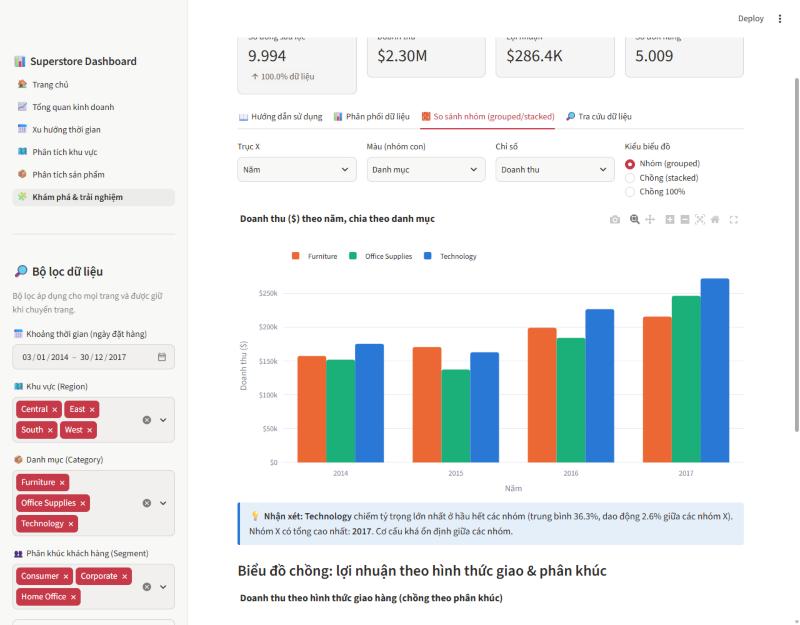 Deploy
Superstore Dashboard
Trang chủ
Tổng quan kinh doanh
Xu hướng thời gian
Phân tích khu vực
Phân tích sản phẩm
Khám phá & trải nghiệm
Bộ lọc dữ liệu
Bộ lọc áp dụng cho mọi trang và được giữ
khi chuyển trang.
Khoảng thời gian (ngày đặt hàng)
03/01/2014 – 30/12/2017
Khu vực (Region)
Central × East ×
South × West ×
Danh mục (Category)
Furniture ×
Office Supplies ×
Technology ×
Phân khúc khách hàng (Segment)
Consumer × Corporate ×
Home Office ×
9.994 $2.30M $286.4K 5.009
↑ 100.0% dữ liệu
Hướng dẫn sử dụng Phân phối dữ liệu So sánh nhóm (grouped/stacked) Tra cứu dữ liệu
Trục X Màu (nhóm con) Chỉ số Kiểu biểu đồ
Năm Danh mục Doanh thu
Nhóm (grouped)
Chồng (stacked)
Chồng 100%
Doanh thu ($) theo năm, chia theo danh mục
Furniture Office Supplies Technology
Doanh thu ($)
$250k
$200k
$150k
$100k
$50k
$0
2014 2015 2016 2017
Năm
Nhận xét: Technology chiếm tỷ trọng lớn nhất ở hầu hết các nhóm (trung bình 36.3%, dao động 2.6% giữa các nhóm X).
Nhóm X có tổng cao nhất: 2017. Cơ cấu khá ổn định giữa các nhóm.
Biểu đồ chồng: lợi nhuận theo hình thức giao & phân khúc
Doanh thu theo hình thức giao hàng (chồng theo phân khúc)